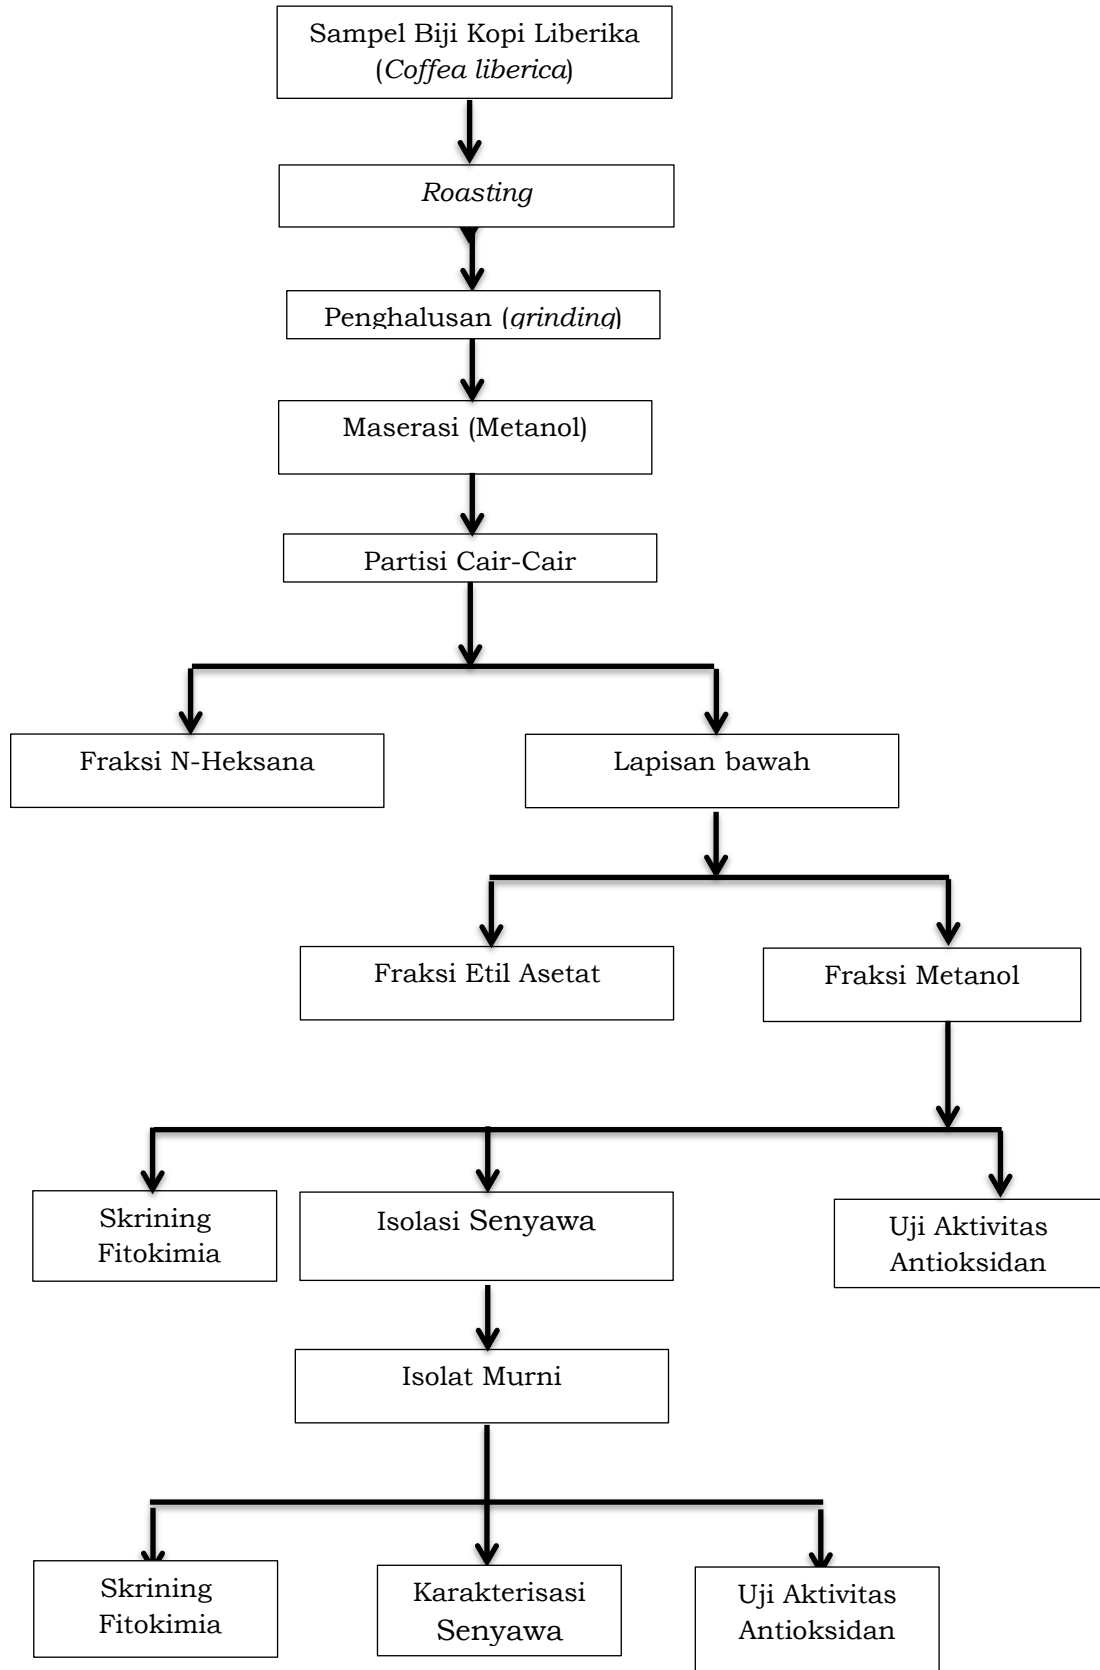 Sampel Biji Kopi Liberika
(Coffea liberica)
Roasting
Penghalusan (grinding)
Maserasi (Metanol)
Partisi Cair-Cair
Fraksi N-Heksana
Lapisan bawah
Fraksi Etil Asetat
Fraksi Metanol
Skrining
Fitokimia
Isolasi Senyawa
Uji Aktivitas
Antioksidan
Isolat Murni
Skrining
Fitokimia
Karakterisasi
Senyawa
Uji Aktivitas
Antioksidan